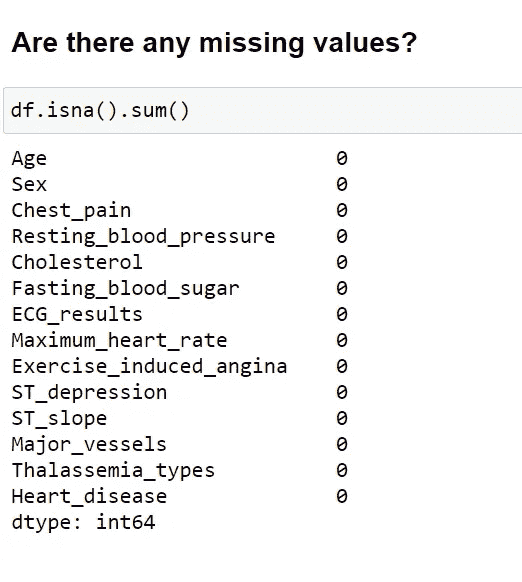 Are there any missing values?
df.isna().sum()
Age 0
Sex 0
Chest_pain 0
Resting_blood_pressure 0
Cholesterol 0
Fasting_blood_sugar 0
ECG_results 0
Maximum_heart_rate 0
Exercise_induced_angina 0
ST_depression 0
ST_slope 0
Major_vessels 0
Thalassemia_types 0
Heart_disease 0
dtype: int64